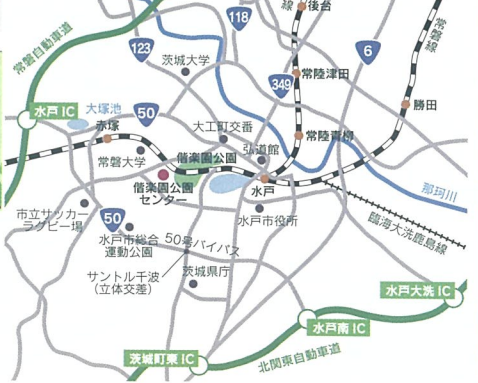 線
後台
118
常磐自動車道
123
茨城大学
6
常磐線
常陸津田
349
水戸IC
大塚池
50
赤塚
大工町交番
弘道館
常陸青柳
勝田
常磐大学
偕楽園公園
偕楽園公園
センター
水戸
那珂川
市立サッカー
ラグビー場
50
水戸市役所
水戸市総合
運動公園
50号バイパス
臨海大洗鹿島線
サントル千波
(立体交差)
茨城県庁
水戸大洗IC
水戸南IC
茨城町東IC
北関東自動車道